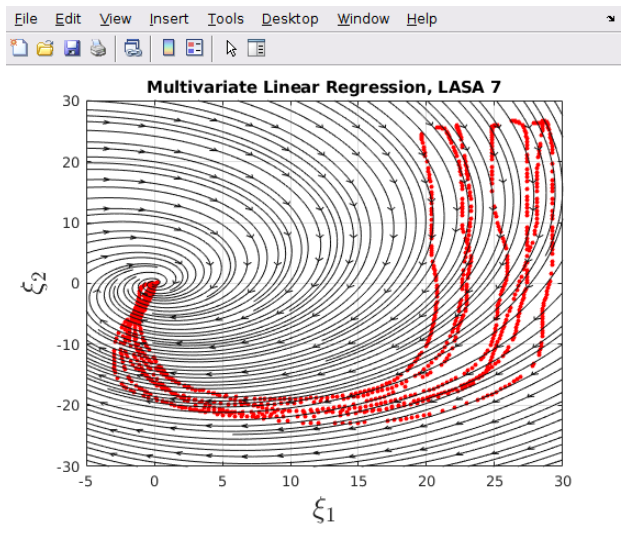 File Edit View Insert Tools Desktop Window Help
Multivariate Linear Regression, LASA 7
30
20
10
0
-10
-20
-30
ξ2
-5 0 5 10 15 20 25 30
ξ1